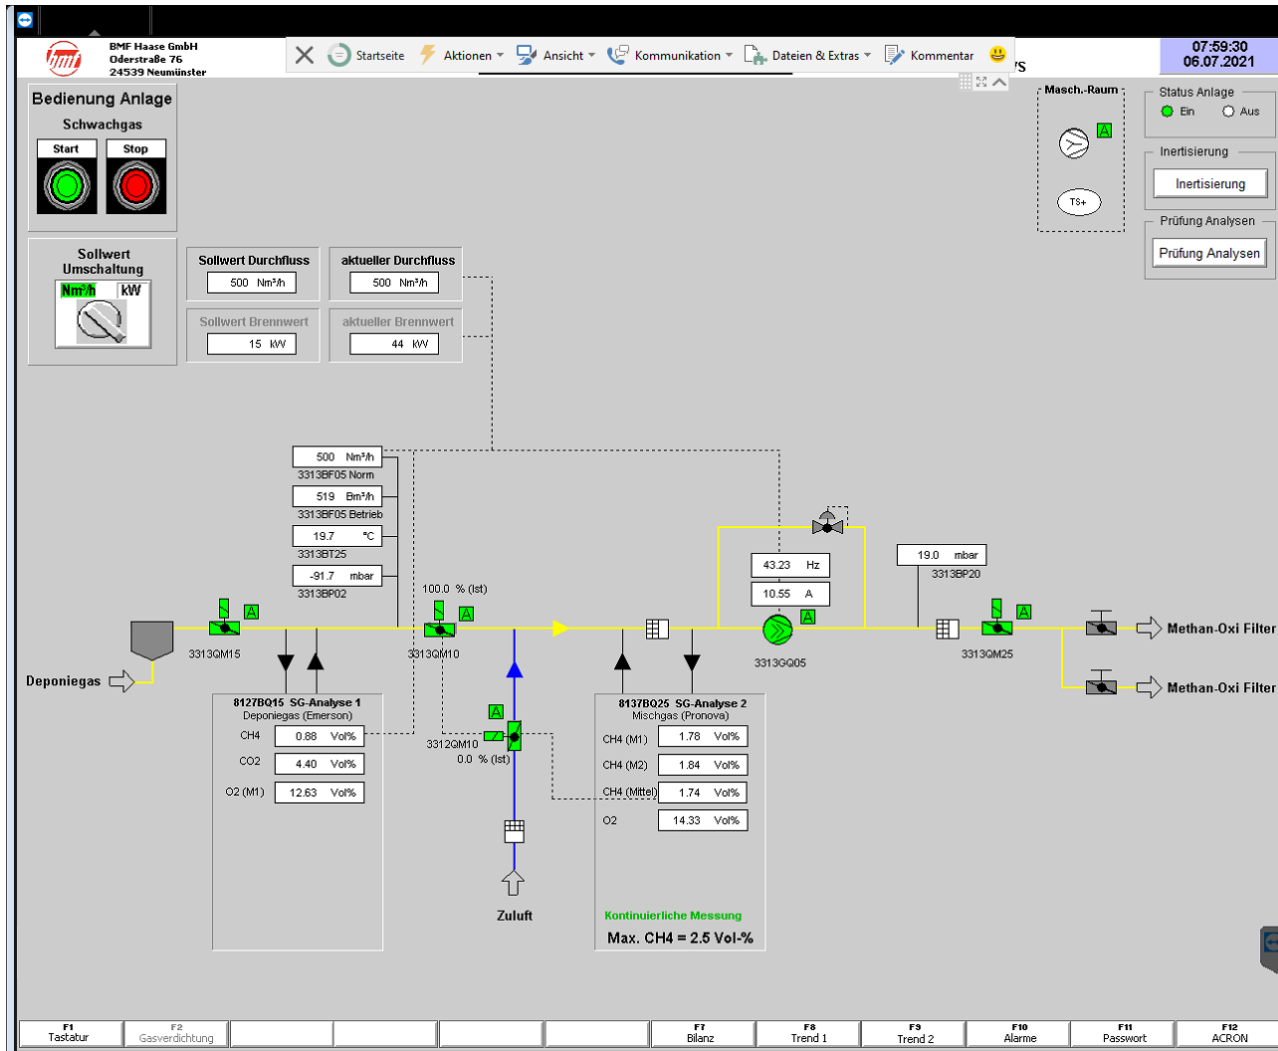 BMF Haase GmbH
Oderstraße 76
24539 Neumünster
Startseite
Aktionen
Ansicht
Kommunikation
Dateien & Extras
Kommentar
07:59:30
06.07.2021
Bedienung Anlage
Schwachgas
Start
Stop
Masch.-Raum
A
TS+
Status Anlage
Ein
Aus
Inertisierung
Inertisierung
Prüfung Analysen
Prüfung Analysen
Sollwert
Umschaltung
Nm³/h
kW
Sollwert Durchfluss
500 Nm³/h
aktueller Durchfluss
500 Nm³/h
Sollwert Brennwert
15 kW
aktueller Brennwert
44 kW
500 Nm³/h
3313BF05 Norm
519 Bm³/h
3313BF05 Betrieb
19.7 °C
3313BT25
-91.7 mbar
3313BP02
100.0 % (Ist)
43.23 Hz
10.55 A
19.0 mbar
3313BP20
A
A
A
A
3313QM15
3313QM10
3313GQ05
3313QM25
Methan-Oxi Filter
Methan-Oxi Filter
Deponiegas
8127BQ15 SG-Analyse 1
Deponiegas (Emerson)
CH4 0.88 Vol%
CO2 4.40 Vol%
O2 (M1) 12.63 Vol%
A
3312QM10
0.0 % (Ist)
Zuluft
8137BQ25 SG-Analyse 2
Mischgas (Pronova)
CH4 (M1) 1.78 Vol%
CH4 (M2) 1.84 Vol%
CH4 (Mittel) 1.74 Vol%
O2 14.33 Vol%
Kontinuierliche Messung
Max. CH4 = 2.5 Vol-%
F1
Tastatur
F2
Gasverdichtung
F7
Bilanz
F8
Trend 1
F9
Trend 2
F10
Alarme
F11
Passwort
F12
ACRON